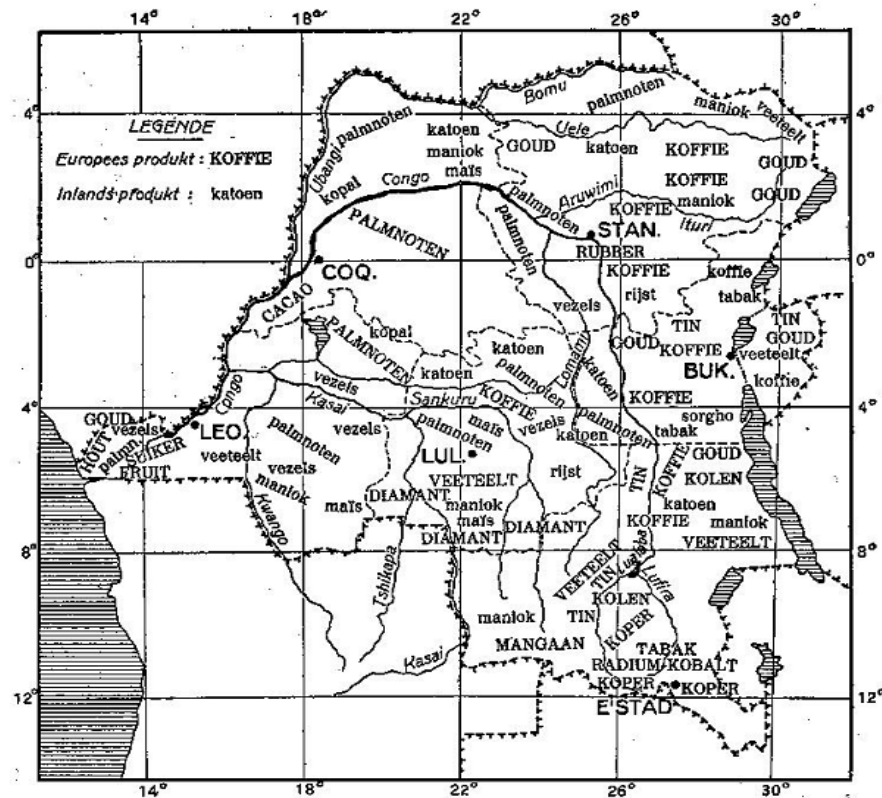 14° 18° 22° 26° 30°
4°
0°
4°
8°
12°
LEGENDE
Europees produkt : KOFFIE
Inlands produkt : katoen
Bomu
palmnoten
maniok
veeteelt
Ubangi
palmnoten
kopal
katoen
maniok
maïs
Uele
GOUD
katoen
KOFFIE
GOUD
KOFFIE
GOUD
Congo
palmnoten
Aruwimi
maniok
KOFFIE
Ituri
PALMNOTEN
palmnoten
STAN.
RUBBER
COQ.
CACAO
KOFFIE
koffie
vezels
rijst
tabak
kopal
PALMNOTEN
katoen
Lomami
GOUD
TIN
TIN
KOFFIE
GOUD
BUK.
veeteelt
koffie
vezels
katoen
palmnoten
katoen
KOFFIE
Congo
Kasai
Sankuru
KOFFIE
sorgho
GOUD
vezels
HOUT
palmn.
SUIKER
FRUIT
LEO.
veeteelt
vezels
palmnoten
maïs
vezels
palmnoten
katoen
tabak
palmnoten
LUL.
GOUD
vezels
maniok
VEETEELT
rijst
TIN
KOFFIE
KOLEN
Kwango
maïs
DIAMANT
maniok
maïs
katoen
DIAMANT
DIAMANT
KOFFIE
maniok
VEETEELT
VEETEELT
TIN
Lualaba
Lufira
Tshikapa
KOLEN
maniok
TIN
KOPER
MANGAAN
TABAK
Kasai
RADIUM/KOBALT
KOPER
KOPER
E STAD
14° 18° 22° 26° 30°